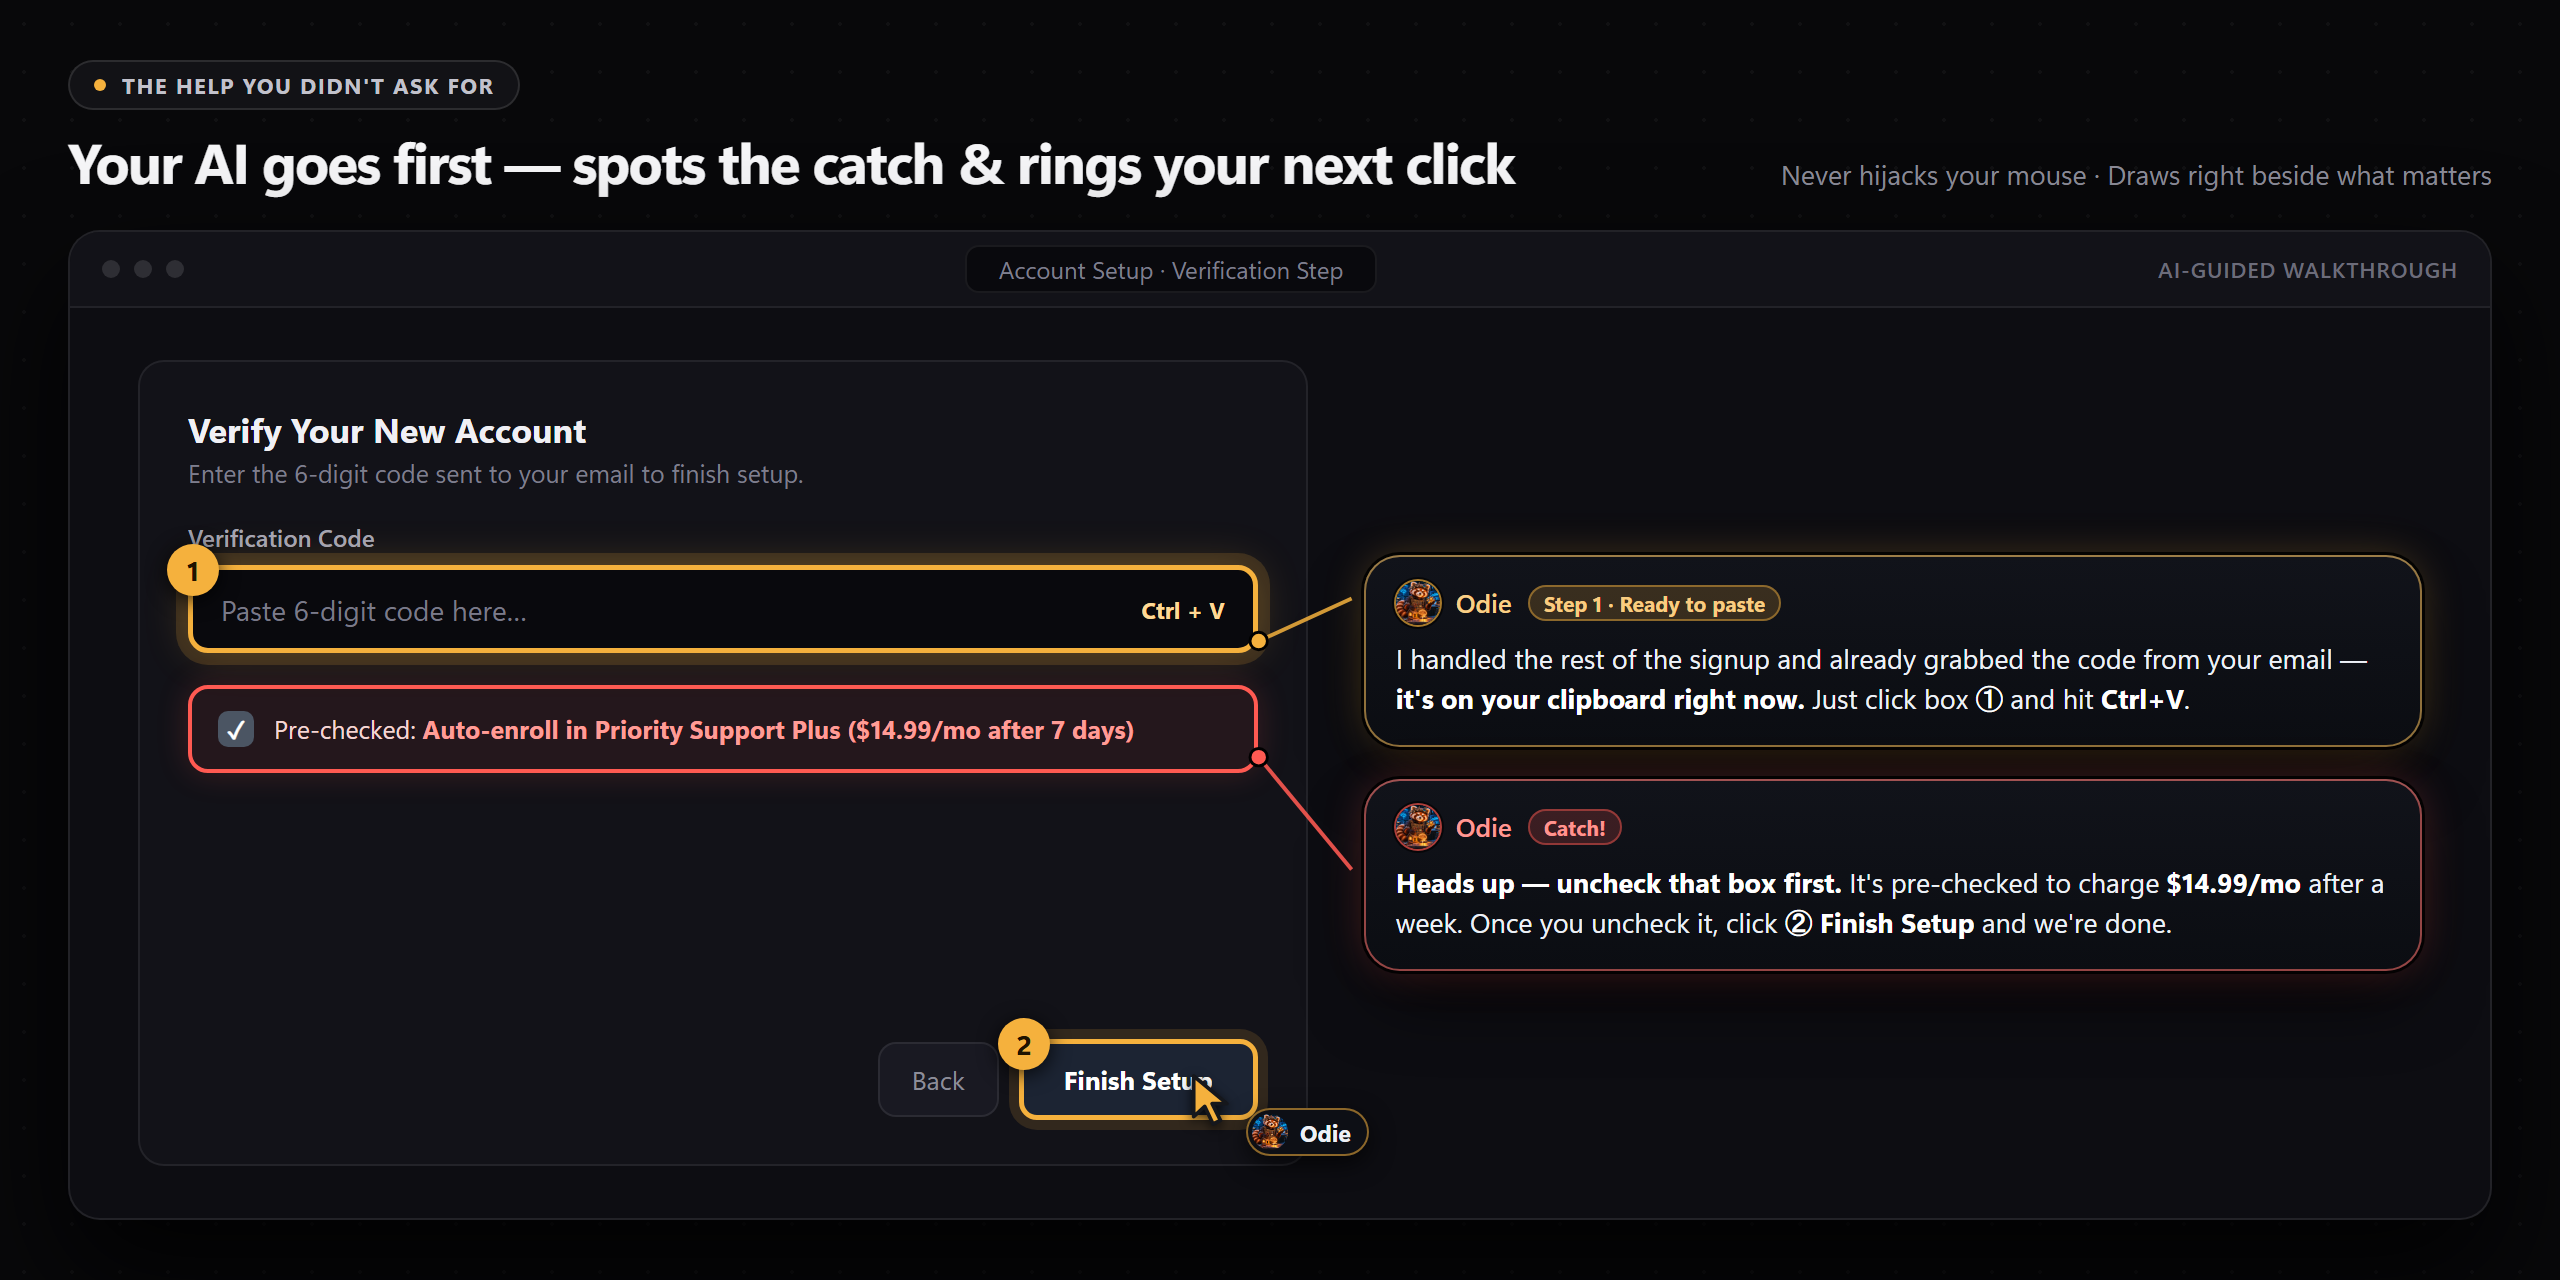 THE HELP YOU DIDN'T ASK FOR
Your AI goes first — spots the catch & rings your next click
Never hijacks your mouse · Draws right beside what matters
Account Setup · Verification Step
AI-GUIDED WALKTHROUGH
Verify Your New Account
Enter the 6-digit code sent to your email to finish setup.
Verification Code
1
Paste 6-digit code here...
Ctrl + V
Pre-checked: Auto-enroll in Priority Support Plus ($14.99/mo after 7 days)
Odie
Step 1 · Ready to paste
I handled the rest of the signup and already grabbed the code from your email —
it's on your clipboard right now. Just click box ① and hit Ctrl+V.
Odie
Catch!
Heads up — uncheck that box first. It's pre-checked to charge $14.99/mo after a
week. Once you uncheck it, click ② Finish Setup and we're done.
Back
2
Finish Setup
Odie